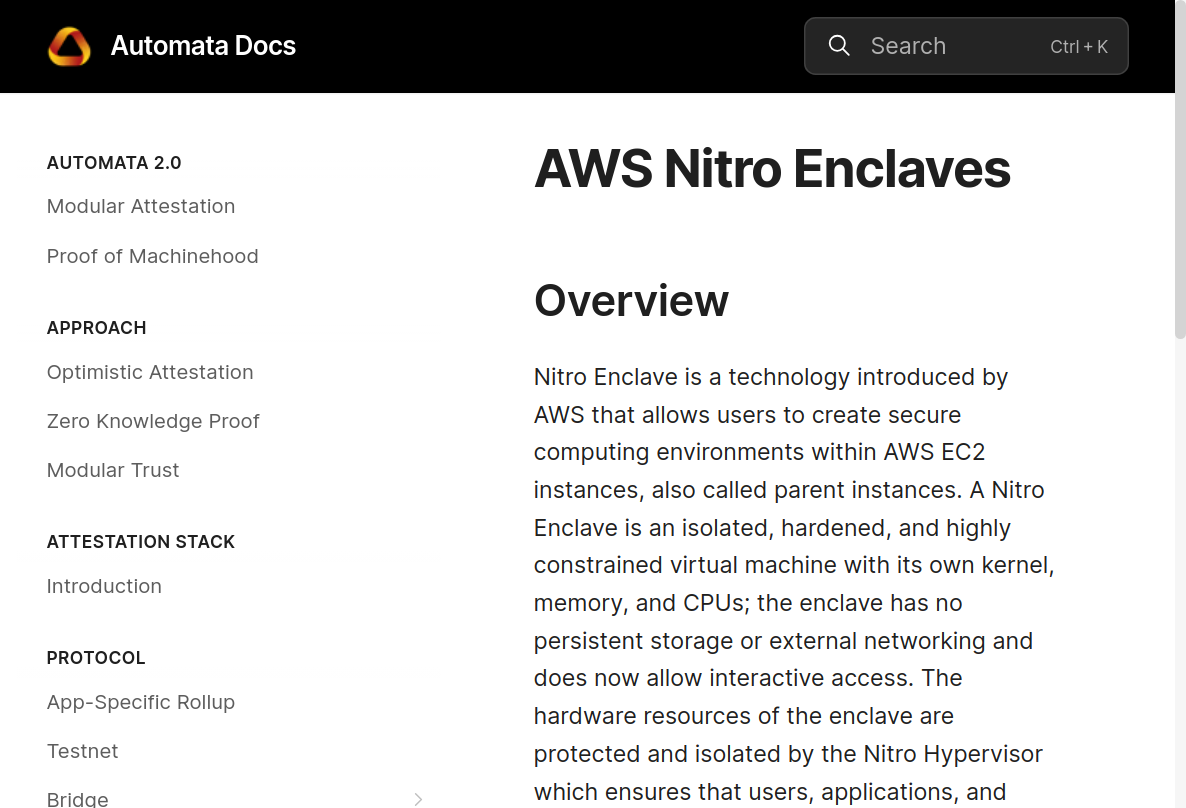 Automata Docs
Search
Ctrl + K
AUTOMATA 2.0
Modular Attestation
Proof of Machinehood
APPROACH
Optimistic Attestation
Zero Knowledge Proof
Modular Trust
ATTESTATION STACK
Introduction
PROTOCOL
App-Specific Rollup
Testnet
Bridge
AWS Nitro Enclaves
Overview
Nitro Enclave is a technology introduced by
AWS that allows users to create secure
computing environments within AWS EC2
instances, also called parent instances. A Nitro
Enclave is an isolated, hardened, and highly
constrained virtual machine with its own kernel,
memory, and CPUs; the enclave has no
persistent storage or external networking and
does now allow interactive access. The
hardware resources of the enclave are
protected and isolated by the Nitro Hypervisor
which ensures that users, applications, and